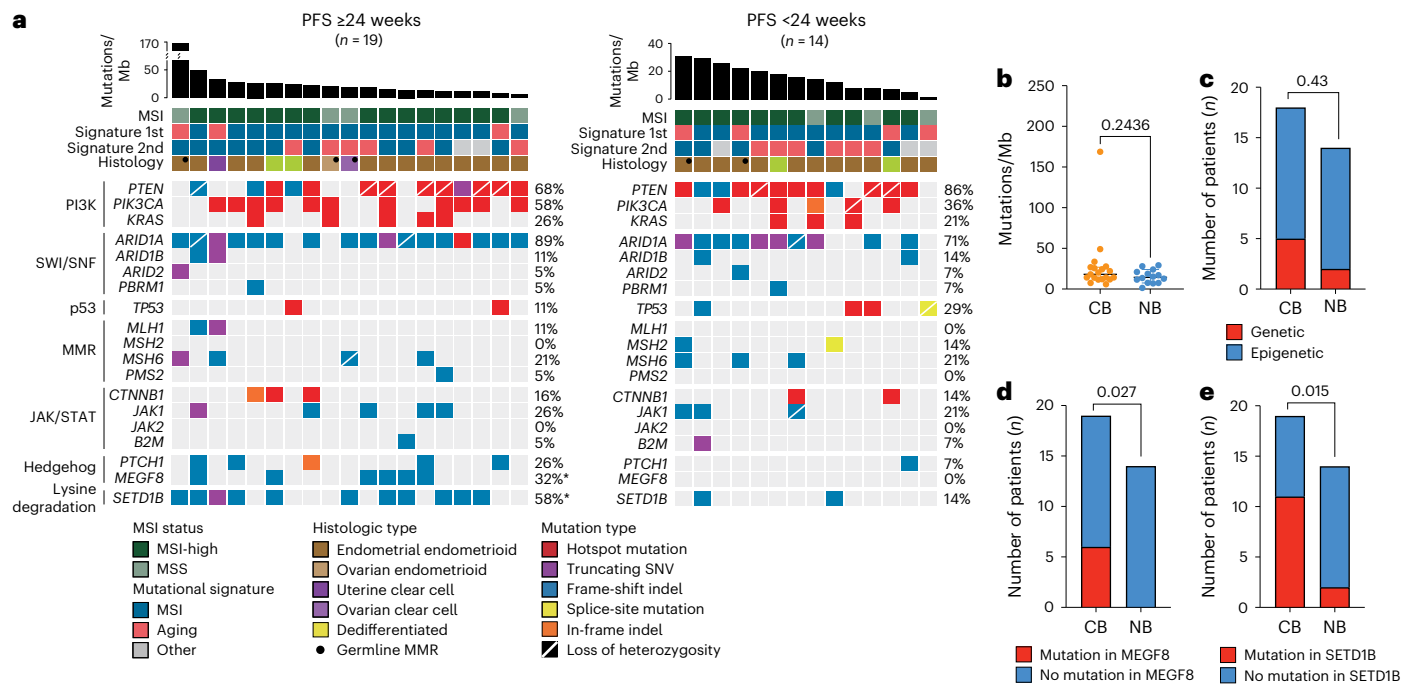 a
PFS ≥24 weeks
(n = 19)
Mutations/
Mb
170
50
0
MSI
Signature 1st
Signature 2nd
Histology
PI3K
PTEN 68%
PIK3CA 58%
KRAS 26%
SWI/SNF
ARID1A 89%
ARID1B 11%
ARID2 5%
PBRM1 5%
p53
TP53 11%
MMR
MLH1 11%
MSH2 0%
MSH6 21%
PMS2 5%
JAK/STAT
CTNNB1 16%
JAK1 26%
JAK2 0%
B2M 5%
Hedgehog
PTCH1 26%
MEGF8 32%*
Lysine
degradation
SETD1B 58%*
PFS <24 weeks
(n = 14)
Mutations/
Mb
40
20
0
MSI
Signature 1st
Signature 2nd
Histology
PTEN 86%
PIK3CA 36%
KRAS 21%
ARID1A 71%
ARID1B 14%
ARID2 7%
PBRM1 7%
TP53 29%
MLH1 0%
MSH2 14%
MSH6 21%
PMS2 0%
CTNNB1 14%
JAK1 21%
JAK2 0%
B2M 7%
PTCH1 7%
MEGF8 0%
SETD1B 14%
MSI status
MSI-high
MSS
Mutational signature
MSI
Aging
Other
Histologic type
Endometrial endometrioid
Ovarian endometrioid
Uterine clear cell
Ovarian clear cell
Dedifferentiated
Germline MMR
Mutation type
Hotspot mutation
Truncating SNV
Frame-shift indel
Splice-site mutation
In-frame indel
Loss of heterozygosity
b
Mutations/Mb
250
200
150
100
50
0
0.2436
CB NB
c
Mumber of patients (n)
20
15
10
5
0
0.43
CB NB
Genetic
Epigenetic
d
Number of patients (n)
20
15
10
5
0
0.027
CB NB
Mutation in MEGF8
No mutation in MEGF8
e
Number of patients (n)
20
15
10
5
0
0.015
CB NB
Mutation in SETD1B
No mutation in SETD1B